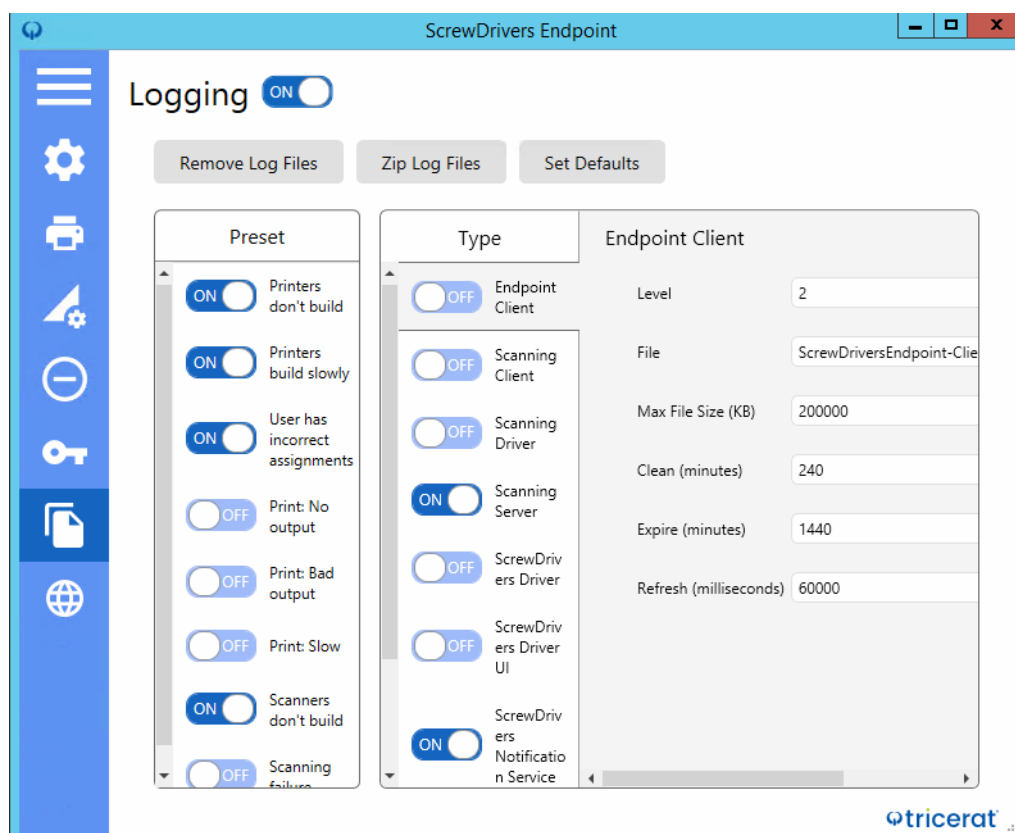 ScrewDrivers Endpoint
Logging
ON
Remove Log Files
Zip Log Files
Set Defaults
Preset
ON
Printers
don't build
ON
Printers
build slowly
ON
User has
incorrect
assignments
OFF
Print: No
output
OFF
Print: Bad
output
OFF
Print: Slow
ON
Scanners
don't build
OFF
Scanning
failure
Type
OFF
Endpoint
Client
OFF
Scanning
Client
OFF
Scanning
Driver
ON
Scanning
Server
OFF
ScrewDriv
ers Driver
OFF
ScrewDriv
ers Driver
UI
ON
ScrewDriv
ers
Notificatio
n Service
Endpoint Client
Level
2
File
ScrewDriversEndpoint-Clie
Max File Size (KB)
200000
Clean (minutes)
240
Expire (minutes)
1440
Refresh (milliseconds)
60000
tricerat